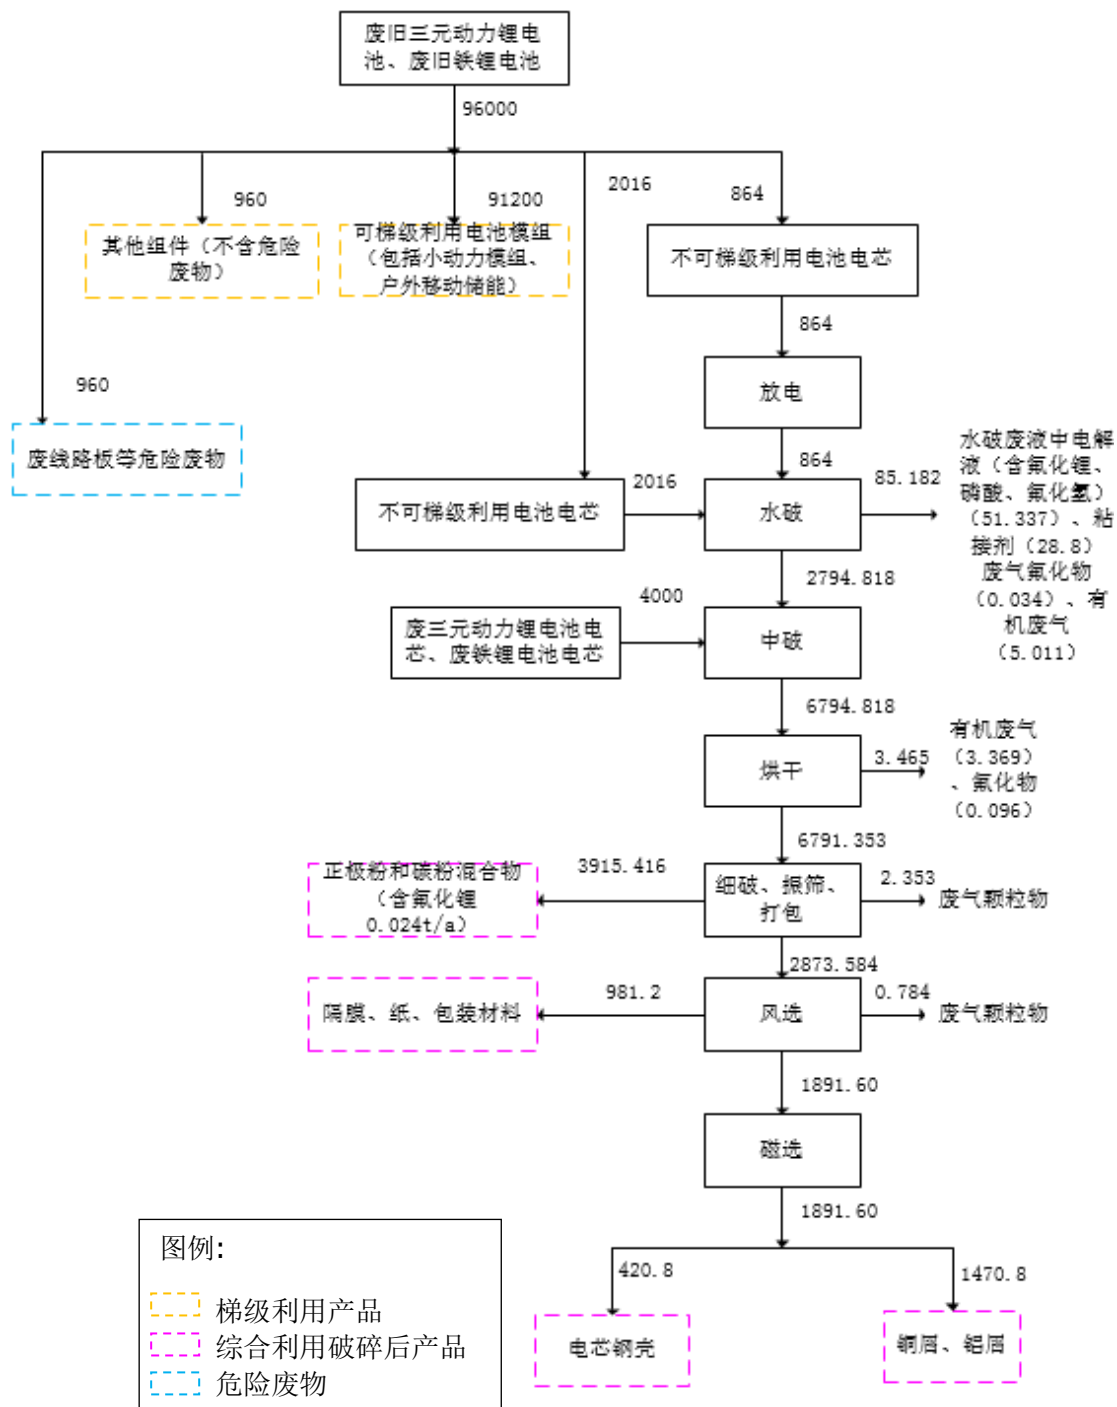 废旧三元动力锂电
池、废旧铁锂电池
96000
960
91200
2016
864
其他组件（不含危险
废物）
可梯级利用电池模组
（包括小动力模组、
户外移动储能）
不可梯级利用电池电芯
864
960
放电
废线路板等危险废物
864
不可梯级利用电池电芯
2016
水破
85.182
水破废液中电解
液（含氟化锂、
磷酸、氟化氢）
（51.337）、粘
接剂（28.8）
废气氟化物
（0.034）、有
机废气
（5.011）
2794.818
4000
废三元动力锂电池电
芯、废铁锂电池电芯
中破
6794.818
烘干
3.465
有机废气
（3.369）
、氟化物
（0.096）
6791.353
正极粉和碳粉混合物
（含氟化锂
0.024t/a）
3915.416
细破、振筛、
打包
2.353
废气颗粒物
2873.584
隔膜、纸、包装材料
981.2
风选
0.784
废气颗粒物
1891.60
磁选
1891.60
420.8
1470.8
电芯钢壳
铜屑、铝屑
图例:
梯级利用产品
综合利用破碎后产品
危险废物